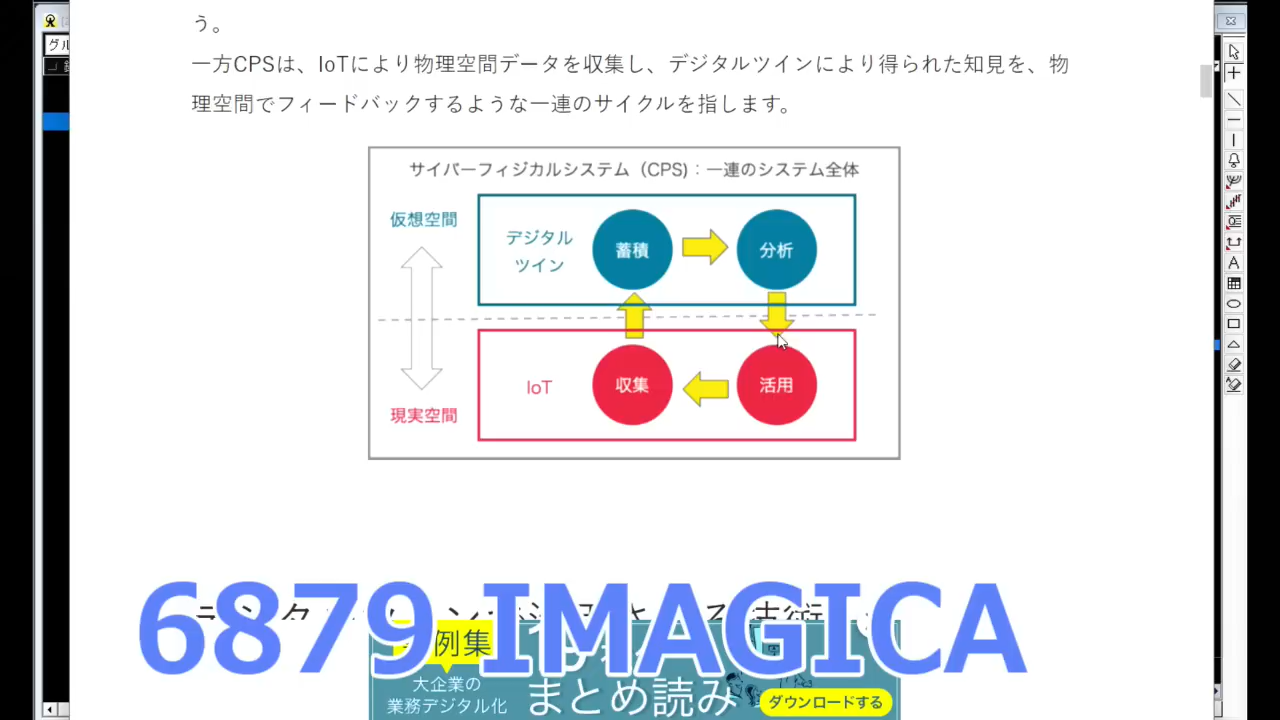 う。
グル
一方CPSは、IoTにより物理空間データを収集し、デジタルツインにより得られた知見を、物
理空間でフィードバックするような一連のサイクルを指します。
サイバーフィジカルシステム（CPS）：一連のシステム全体
仮想空間
デジタル
ツイン
蓄積
分析
IoT
収集
活用
現実空間
6879 IMAGICA
例集
大企業の
業務デジタル化
まとめ読み
ダウンロードする